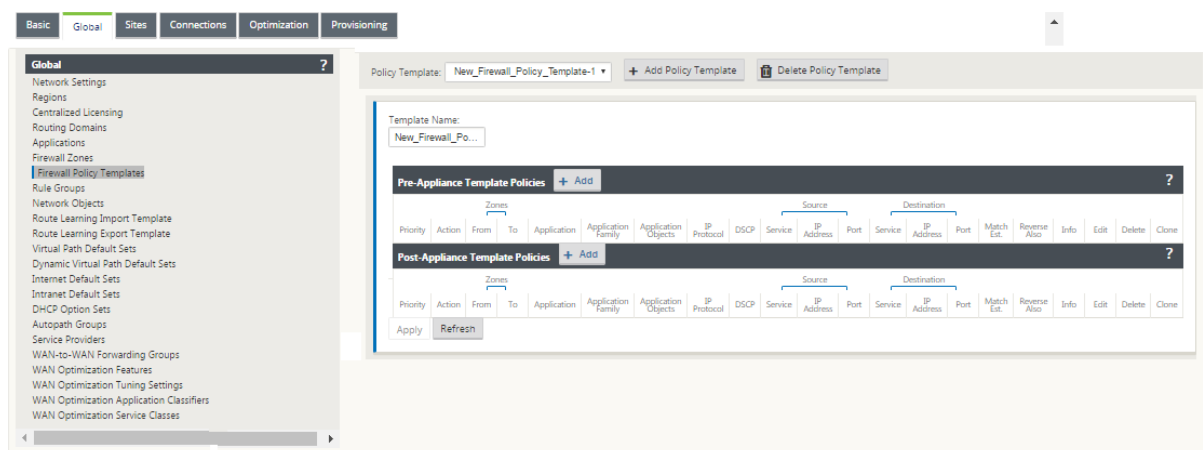 Basic Global Sites Connections Optimization Provisioning
Global ?
Network Settings
Regions
Centralized Licensing
Routing Domains
Applications
Firewall Zones
Firewall Policy Templates
Rule Groups
Network Objects
Route Learning Import Template
Route Learning Export Template
Virtual Path Default Sets
Dynamic Virtual Path Default Sets
Internet Default Sets
Intranet Default Sets
DHCP Option Sets
Autopath Groups
Service Providers
WAN-to-WAN Forwarding Groups
WAN Optimization Features
WAN Optimization Tuning Settings
WAN Optimization Application Classifiers
WAN Optimization Service Classes
Policy Template: New_Firewall_Policy_Template-1 + Add Policy Template Delete Policy Template
Template Name:
New_Firewall_Po...
Pre-Appliance Template Policies + Add ?
Zones Source Destination
Priority Action From To Application Application Family Application Objects IP Protocol DSCP Service IP Address Port Service IP Address Port Match Est. Reverse Also Info Edit Delete Clone
Post-Appliance Template Policies + Add ?
Zones Source Destination
Priority Action From To Application Application Family Application Objects IP Protocol DSCP Service IP Address Port Service IP Address Port Match Est. Reverse Also Info Edit Delete Clone
Apply Refresh